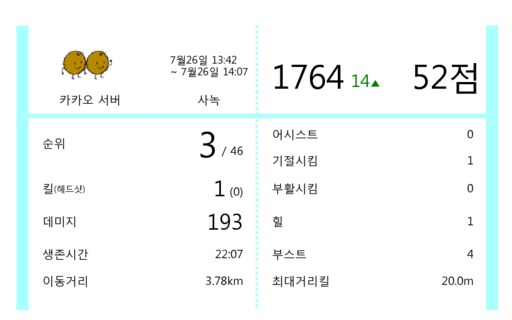 7월26일 13:42
~ 7월26일 14:07
카카오 서버
사녹
1764 14▲ 52점
순위 3 / 46
킬(헤드샷) 1 (0)
데미지 193
생존시간 22:07
이동거리 3.78km
어시스트 0
기절시킴 1
부활시킴 0
힐 1
부스트 4
최대거리킬 20.0m